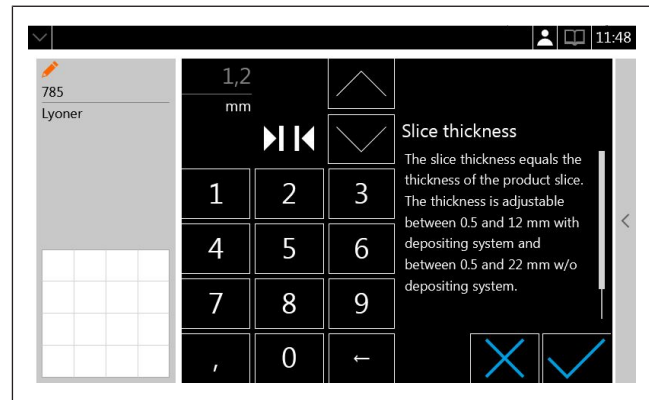 11:48
785
Lyoner
1,2
mm
Slice thickness
The slice thickness equals the
thickness of the product slice.
The thickness is adjustable
between 0.5 and 12 mm with
depositing system and
between 0.5 and 22 mm w/o
depositing system.
1 2 3
4 5 6
7 8 9
, 0 ←